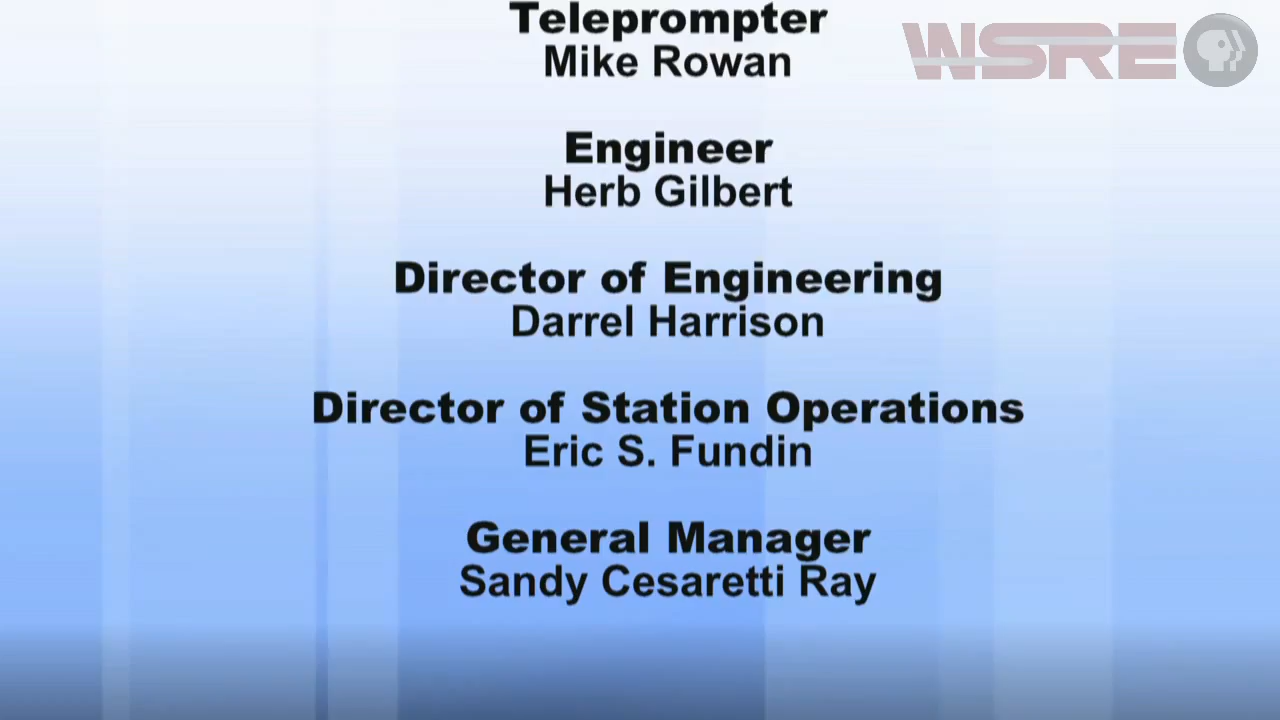 Teleprompter
WSRE
Mike Rowan
Engineer
Herb Gilbert
Director of Engineering
Darrel Harrison
Director of Station Operations
Eric S. Fundin
General Manager
Sandy Cesaretti Ray